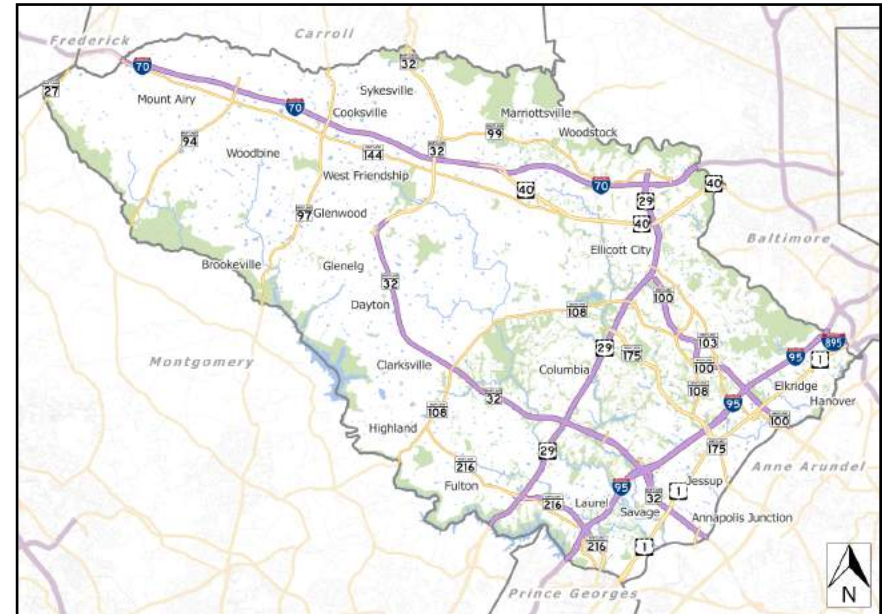 Carroll
Frederick
32
70
27
Mount Airy
Sykesville
70
Cooksville
Marriottsville
99
Woodstock
94
32
Woodbine
144
West Friendship
70
40
40
29
97
Glenwood
40
Baltimore
Ellicott City
Brookeville
Glenelg
32
100
Dayton
108
103
895
29
175
95
1
Montgomery
Clarksville
Columbia
100
Elkridge
108
32
95
Hanover
108
100
Highland
29
175
216
Anne Arundel
Fulton
95
Jessup
1
32
216
Laurel
Savage
Annapolis Junction
216
1
Prince Georges
N